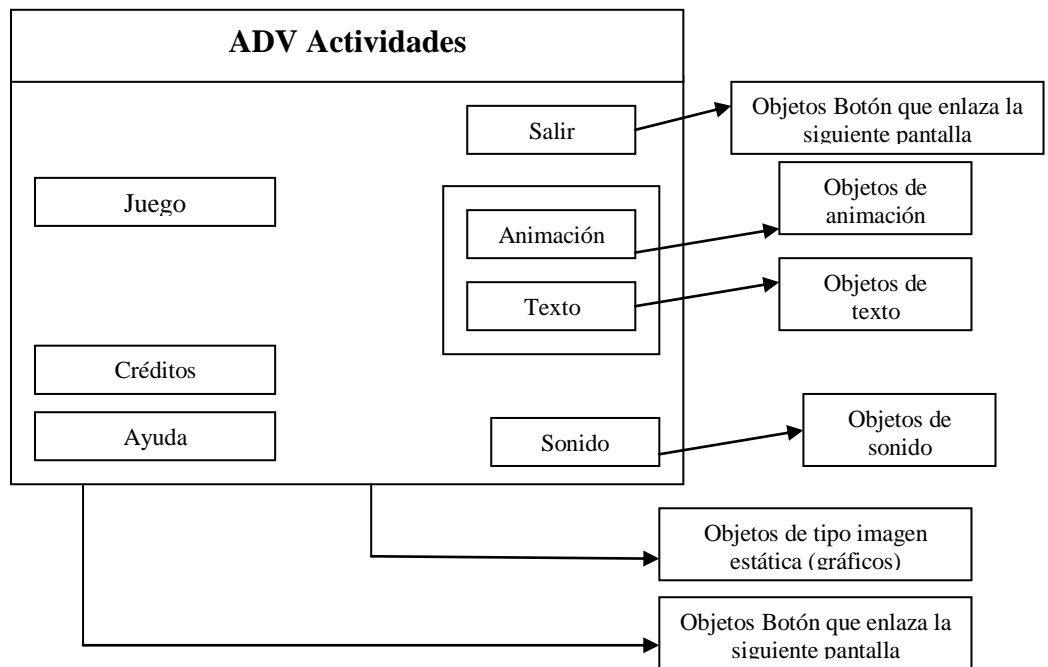 ADV Actividades
Salir
Objetos Botón que enlaza la
siguiente pantalla
Juego
Animación
Objetos de
animación
Texto
Objetos de
texto
Créditos
Ayuda
Sonido
Objetos de
sonido
Objetos de tipo imagen
estática (gráficos)
Objetos Botón que enlaza la
siguiente pantalla